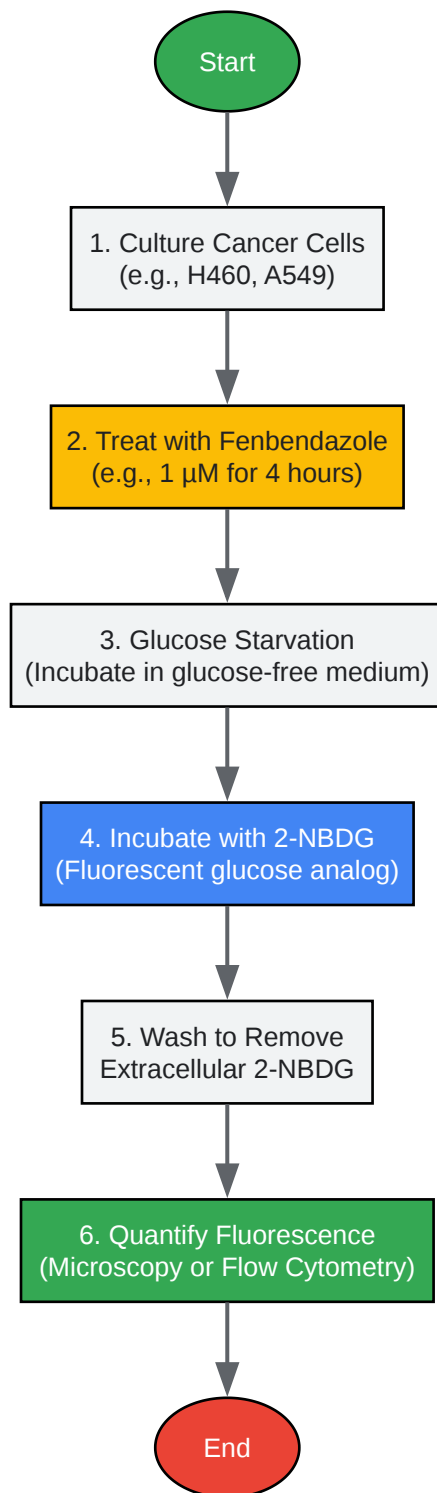 Start
1. Culture Cancer Cells
(e.g., H460, A549)
2. Treat with Fenbendazole
(e.g., 1 µM for 4 hours)
3. Glucose Starvation
(Incubate in glucose-free medium)
4. Incubate with 2-NBDG
(Fluorescent glucose analog)
5. Wash to Remove
Extracellular 2-NBDG
6. Quantify Fluorescence
(Microscopy or Flow Cytometry)
End